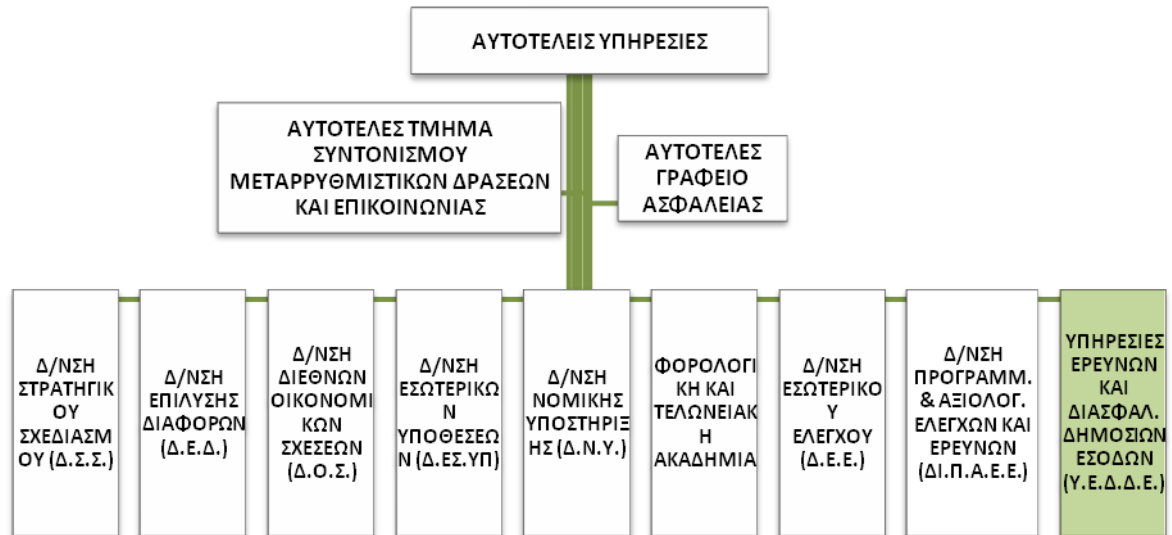 ΑΥΤΟΤΕΛΕΙΣ ΥΠΗΡΕΣΙΕΣ
ΑΥΤΟΤΕΛΕΣ ΤΜΗΜΑ
ΣΥΝΤΟΝΙΣΜΟΥ
ΜΕΤΑΡΡΥΘΜΙΣΤΙΚΩΝ ΔΡΑΣΕΩΝ
ΚΑΙ ΕΠΙΚΟΙΝΩΝΙΑΣ
ΑΥΤΟΤΕΛΕΣ
ΓΡΑΦΕΙΟ
ΑΣΦΑΛΕΙΑΣ
Δ/ΝΣΗ
ΣΤΡΑΤΗΓΙΚ
ΟΥ
ΣΧΕΔΙΑΣΜ
ΟΥ (Δ.Σ.Σ.)
Δ/ΝΣΗ
ΕΠΙΛΥΣΗΣ
ΔΙΑΦΟΡΩΝ
(Δ.Ε.Δ.)
Δ/ΝΣΗ
ΔΙΕΘΝΩΝ
ΟΙΚΟΝΟΜΙ
ΚΩΝ
ΣΧΕΣΕΩΝ
(Δ.Ο.Σ.)
Δ/ΝΣΗ
ΕΣΩΤΕΡΙΚΩ
Ν
ΥΠΟΘΕΣΕΩ
Ν (Δ.ΕΣ.ΥΠ)
Δ/ΝΣΗ
ΝΟΜΙΚΗΣ
ΥΠΟΣΤΗΡΙΞ
ΗΣ (Δ.Ν.Υ.)
ΦΟΡΟΛΟΓΙ
ΚΗ ΚΑΙ
ΤΕΛΩΝΕΙΑΚ
Η
ΑΚΑΔΗΜΙΑ
Δ/ΝΣΗ
ΕΣΩΤΕΡΙΚΟ
Υ
ΕΛΕΓΧΟΥ
(Δ.Ε.Ε.)
Δ/ΝΣΗ
ΠΡΟΓΡΑΜΜ.
& ΑΞΙΟΛΟΓ.
ΕΛΕΓΧΩΝ ΚΑΙ
ΕΡΕΥΝΩΝ
(ΔΙ.Π.Α.Ε.Ε.)
ΥΠΗΡΕΣΙΕΣ
ΕΡΕΥΝΩΝ
ΚΑΙ
ΔΙΑΣΦΑΛ.
ΔΗΜΟΣΙΩΝ
ΕΣΟΔΩΝ
(Υ.Ε.Δ.Δ.Ε.)